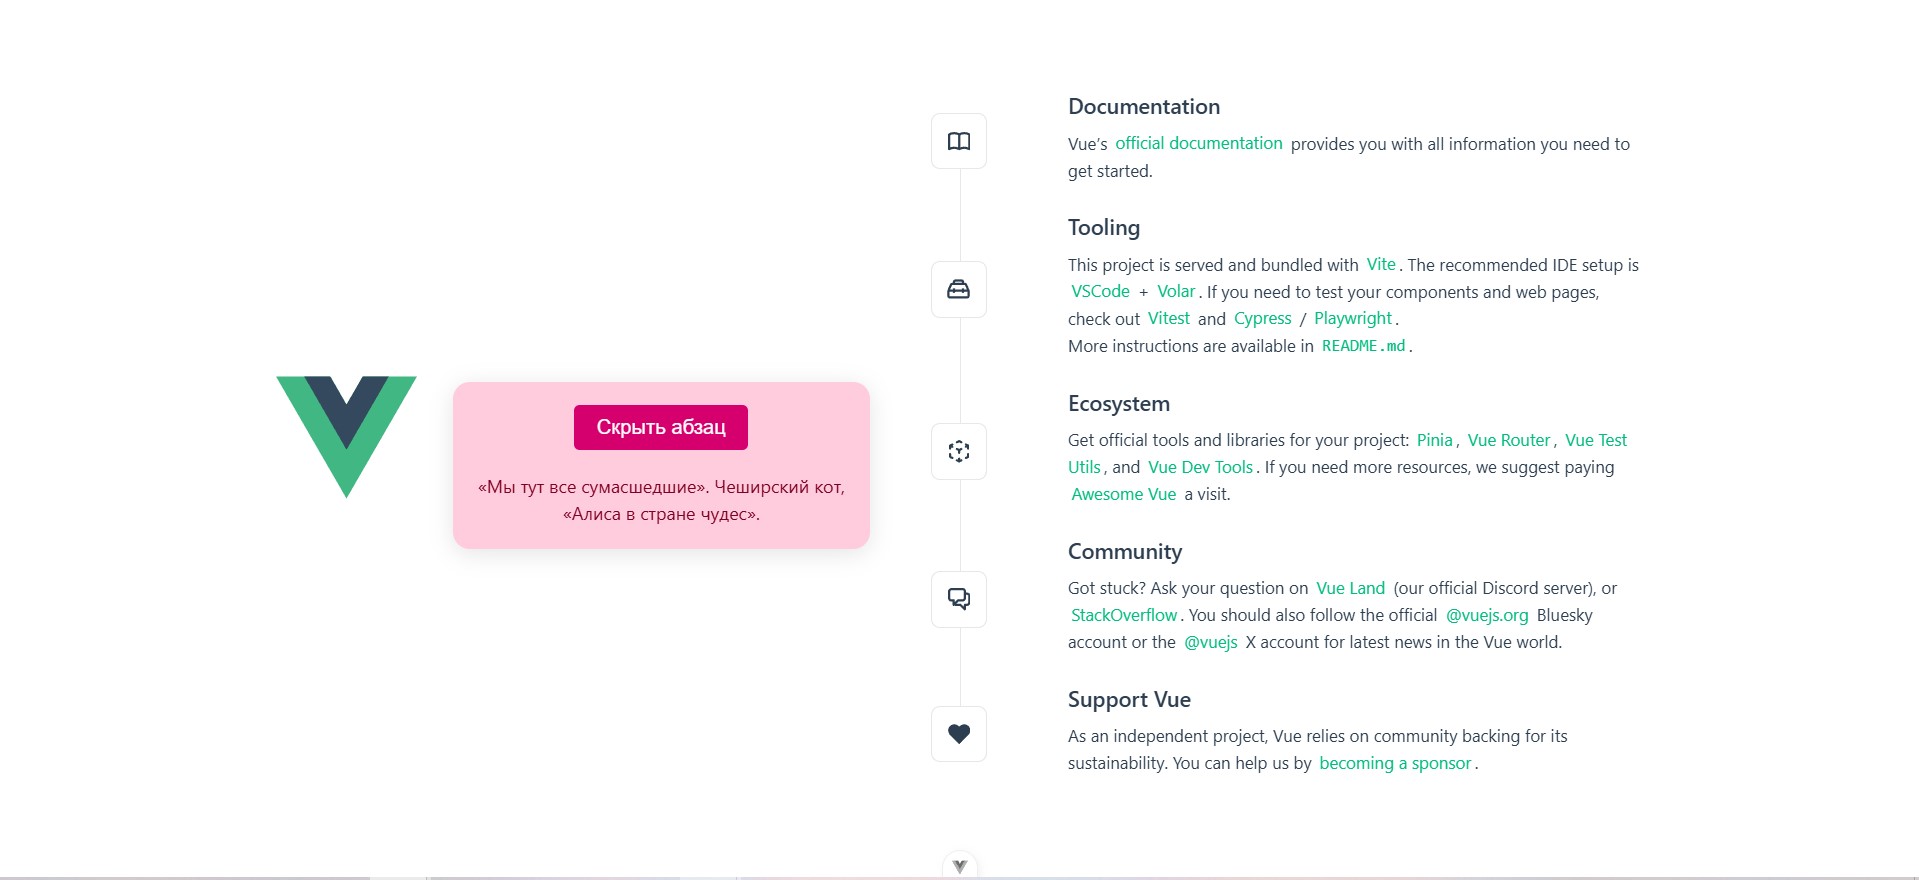 Скрыть абзац
«Мы тут все сумасшедшие». Чеширский кот,
«Алиса в стране чудес».
Documentation
Vue’s official documentation provides you with all information you need to
get started.
Tooling
This project is served and bundled with Vite. The recommended IDE setup is
VSCode + Volar. If you need to test your components and web pages,
check out Vitest and Cypress / Playwright.
More instructions are available in README.md.
Ecosystem
Get official tools and libraries for your project: Pinia, Vue Router, Vue Test
Utils, and Vue Dev Tools. If you need more resources, we suggest paying
Awesome Vue a visit.
Community
Got stuck? Ask your question on Vue Land (our official Discord server), or
StackOverflow. You should also follow the official @vuejs.org Bluesky
account or the @vuejs X account for latest news in the Vue world.
Support Vue
As an independent project, Vue relies on community backing for its
sustainability. You can help us by becoming a sponsor.